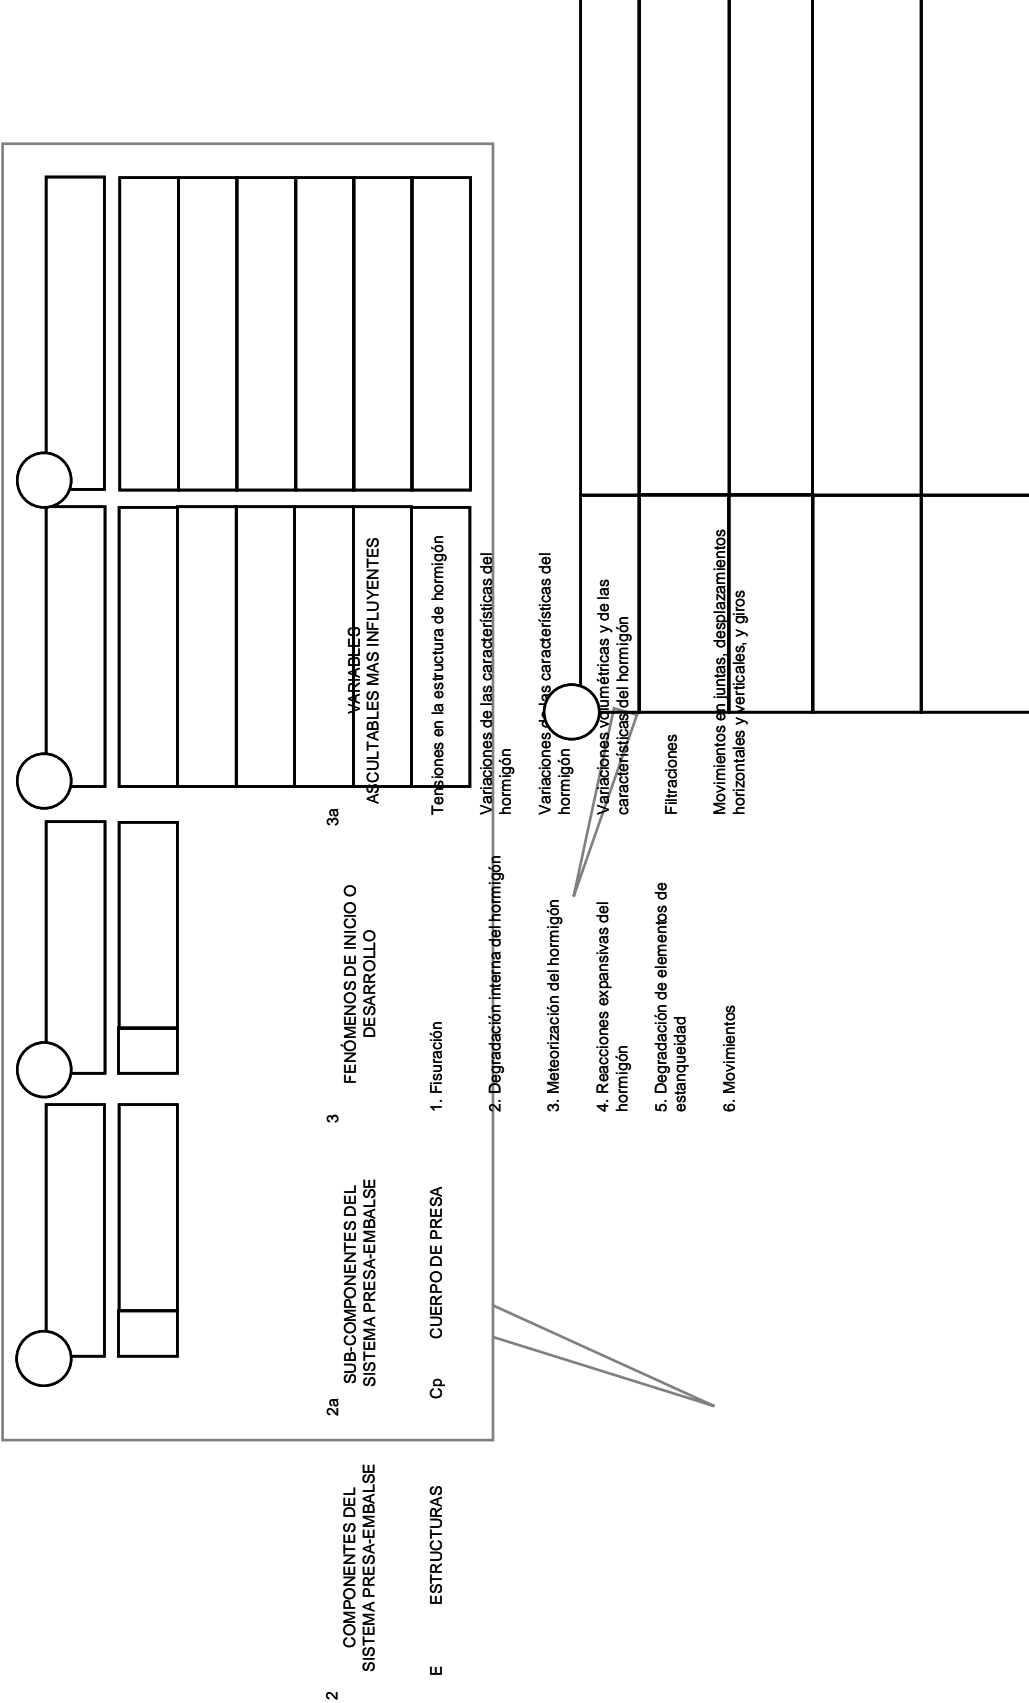 2
COMPONENTES DEL
SISTEMA PRESA-EMBALSE
E
ESTRUCTURAS
2a
SUB-COMPONENTES DEL
SISTEMA PRESA-EMBALSE
Cp
CUERPO DE PRESA
3
FENÓMENOS DE INICIO O
DESARROLLO
1. Fisuración
2. Degradación interna del hormigón
3. Meteorización del hormigón
4. Reacciones expansivas del
hormigón
5. Degradación de elementos de
estanqueidad
6. Movimientos
3a
VARIABLES
ASCULTABLES MAS INFLUYENTES
Tensiones en la estructura de hormigón
Variaciones de las características del
hormigón
Variaciones de las características del
hormigón
Variaciones volumétricas y de las
características del hormigón
Filtraciones
Movimientos en juntas, desplazamientos
horizontales y verticales, y giros